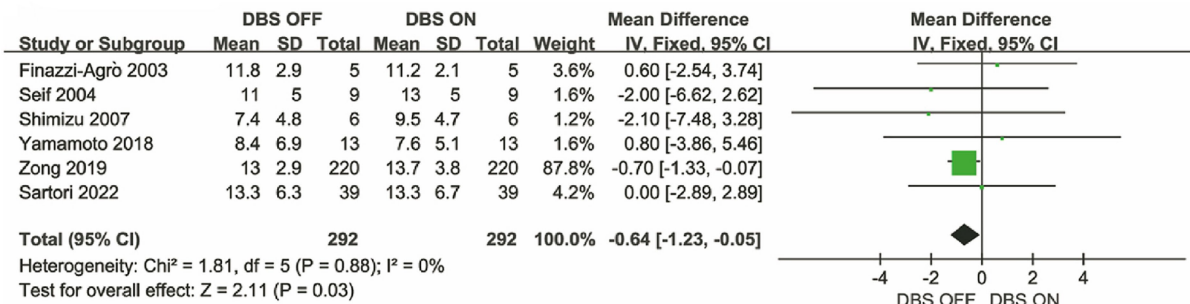 DBS OFF DBS ON Mean Difference Mean Difference
Study or Subgroup Mean SD Total Mean SD Total Weight IV, Fixed, 95% CI IV, Fixed, 95% CI
Finazzi-Agrò 2003 11.8 2.9 5 11.2 2.1 5 3.6% 0.60 [-2.54, 3.74]
Seif 2004 11 5 9 13 5 9 1.6% -2.00 [-6.62, 2.62]
Shimizu 2007 7.4 4.8 6 9.5 4.7 6 1.2% -2.10 [-7.48, 3.28]
Yamamoto 2018 8.4 6.9 13 7.6 5.1 13 1.6% 0.80 [-3.86, 5.46]
Zong 2019 13 2.9 220 13.7 3.8 220 87.8% -0.70 [-1.33, -0.07]
Sartori 2022 13.3 6.3 39 13.3 6.7 39 4.2% 0.00 [-2.89, 2.89]
Total (95% CI) 292 292 100.0% -0.64 [-1.23, -0.05]
Heterogeneity: Chi² = 1.81, df = 5 (P = 0.88); I² = 0%
Test for overall effect: Z = 2.11 (P = 0.03)
-4 -2 0 2 4
DBS OFF DBS ON